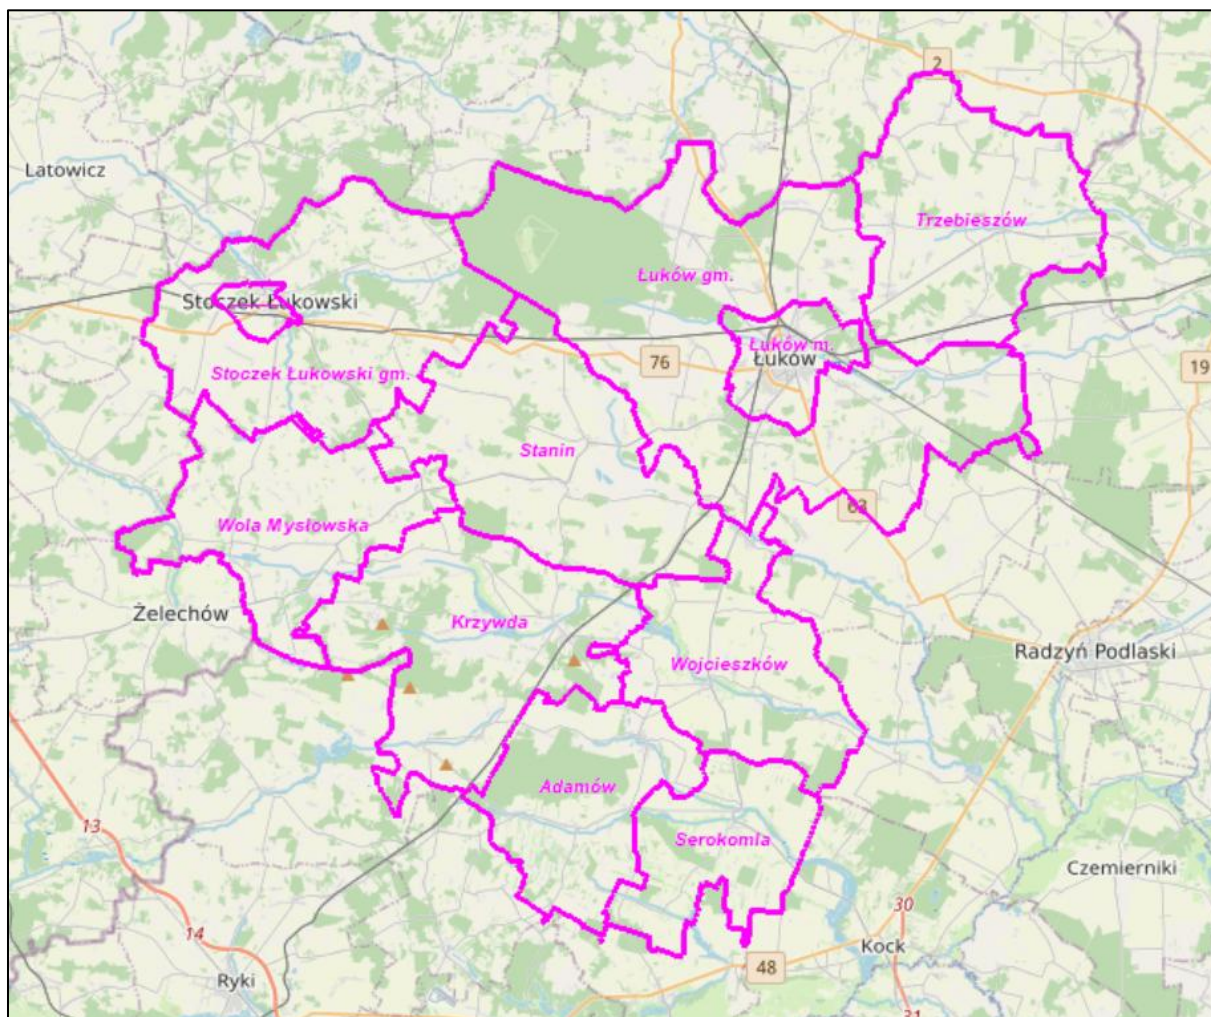 2
Latowicz
Trzebieszów
Łuków gm.
Stoczek Łukowski
Łuków m.
Łuków
76
19
Stoczek Łukowski gm.
Stanin
63
Wola Mysłowska
Żelechów
Krzywda
Radzyń Podlaski
Wojcieszków
Adamów
13
Serokomla
Czemierniki
30
14
Kock
48
Ryki
31